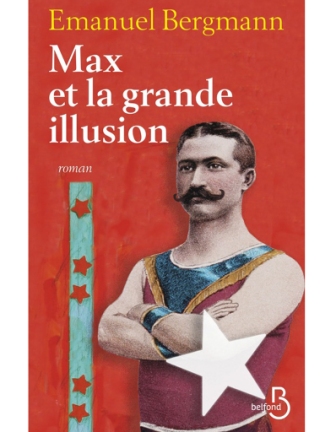 Emanuel Bergmann
Max
et la grande
illusion
roman
B
belfond